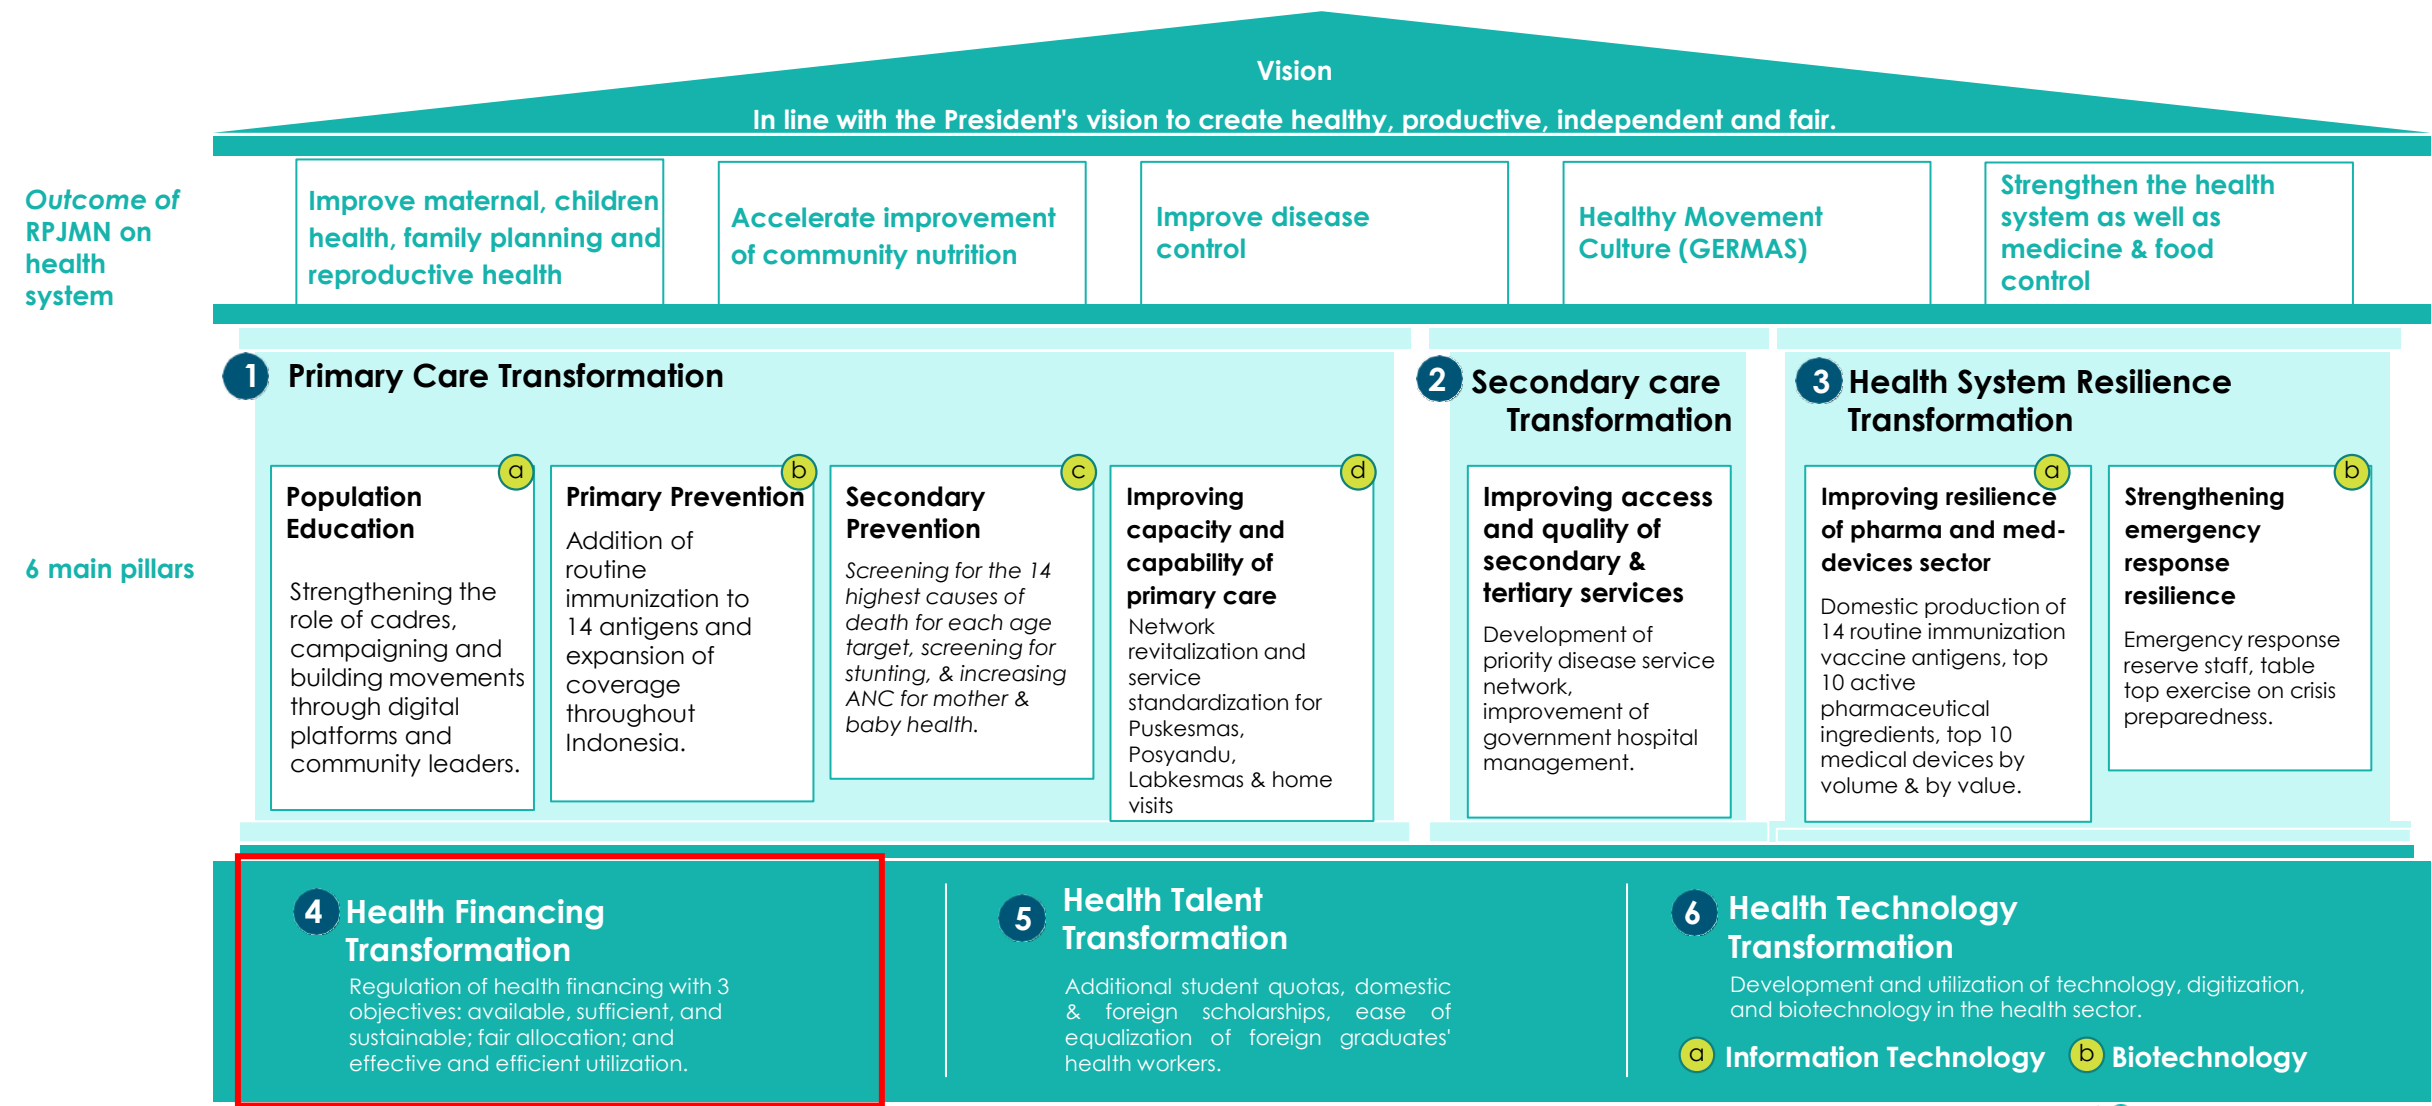 Vision
In line with the President's vision to create healthy, productive, independent and fair.
Outcome of
RPJMN on
health
system
Improve maternal, children
health, family planning and
reproductive health
Accelerate improvement
of community nutrition
Improve disease
control
Healthy Movement
Culture (GERMAS)
Strengthen the health
system as well as
medicine & food
control
6 main pillars
1 Primary Care Transformation
a
Population
Education
Strengthening the
role of cadres,
campaigning and
building movements
through digital
platforms and
community leaders.
b
Primary Prevention
Addition of
routine
immunization to
14 antigens and
expansion of
coverage
throughout
Indonesia.
c
Secondary
Prevention
Screening for the 14
highest causes of
death for each age
target, screening for
stunting, & increasing
ANC for mother &
baby health.
d
Improving
capacity and
capability of
primary care
Network
revitalization and
service
standardization for
Puskesmas,
Posyandu,
Labkesmas & home
visits
2 Secondary care
Transformation
Improving access
and quality of
secondary &
tertiary services
Development of
priority disease service
network,
improvement of
government hospital
management.
3 Health System Resilience
Transformation
a
Improving resilience
of pharma and med-
devices sector
Domestic production of
14 routine immunization
vaccine antigens, top
10 active
pharmaceutical
ingredients, top 10
medical devices by
volume & by value.
b
Strengthening
emergency
response
resilience
Emergency response
reserve staff, table
top exercise on crisis
preparedness.
4 Health Financing
Transformation
Regulation of health financing with 3
objectives: available, sufficient, and
sustainable; fair allocation; and
effective and efficient utilization.
5 Health Talent
Transformation
Additional student quotas, domestic
& foreign scholarships, ease of
equalization of foreign graduates'
health workers.
6 Health Technology
Transformation
Development and utilization of technology, digitization,
and biotechnology in the health sector.
a Information Technology b Biotechnology